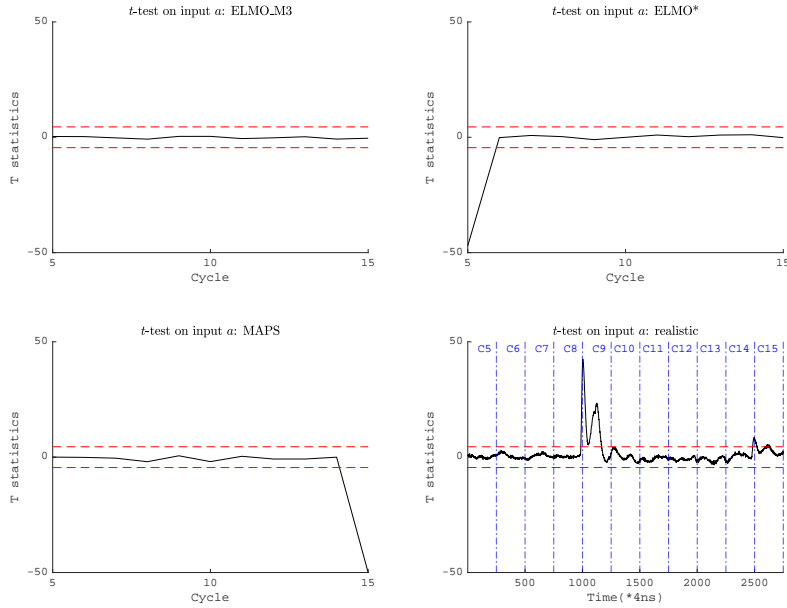 t-test on input a: ELMO_M3
50
0
-50
T statistics
5
10
15
Cycle
t-test on input a: ELMO*
50
0
-50
T statistics
5
10
15
Cycle
t-test on input a: MAPS
50
0
-50
T statistics
5
10
15
Cycle
t-test on input a: realistic
50
0
-50
T statistics
C5 C6 C7 C8 C9 C10 C11 C12 C13 C14 C15
500 1000 1500 2000 2500
Time(*4ns)